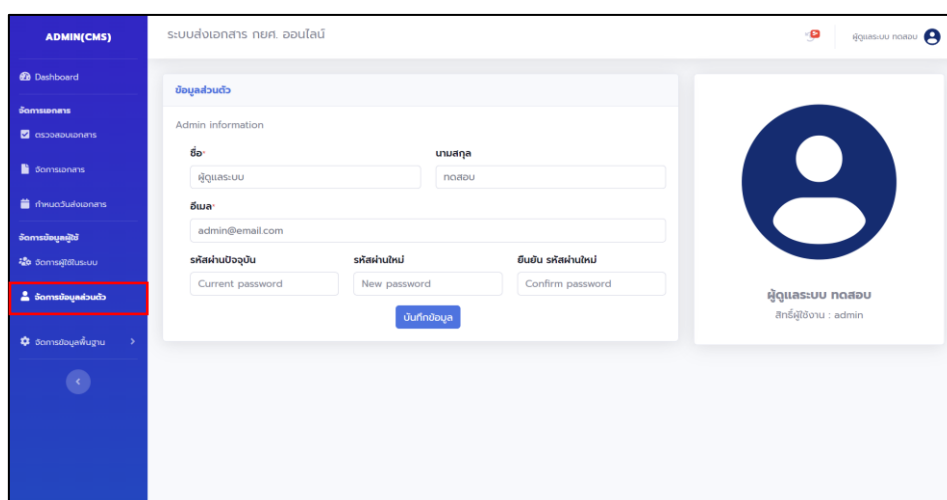 ADMIN(CMS)
Dashboard
จัดการเอกสาร
ตรวจสอบเอกสาร
จัดการเอกสาร
กำหนดวันส่งเอกสาร
จัดการข้อมูลผู้ใช้
จัดการผู้ใช้ในระบบ
จัดการข้อมูลส่วนตัว
จัดการข้อมูลพื้นฐาน
ระบบส่งเอกสาร กยศ. ออนไลน์
ผู้ดูแลระบบ ทดสอบ
ข้อมูลส่วนตัว
Admin information
ชื่อ* นามสกุล
ผู้ดูแลระบบ ทดสอบ
อีเมล*
admin@email.com
รหัสผ่านปัจจุบัน รหัสผ่านใหม่ ยืนยัน รหัสผ่านใหม่
Current password New password Confirm password
บันทึกข้อมูล
ผู้ดูแลระบบ ทดสอบ
สิทธิ์ผู้ใช้งาน : admin